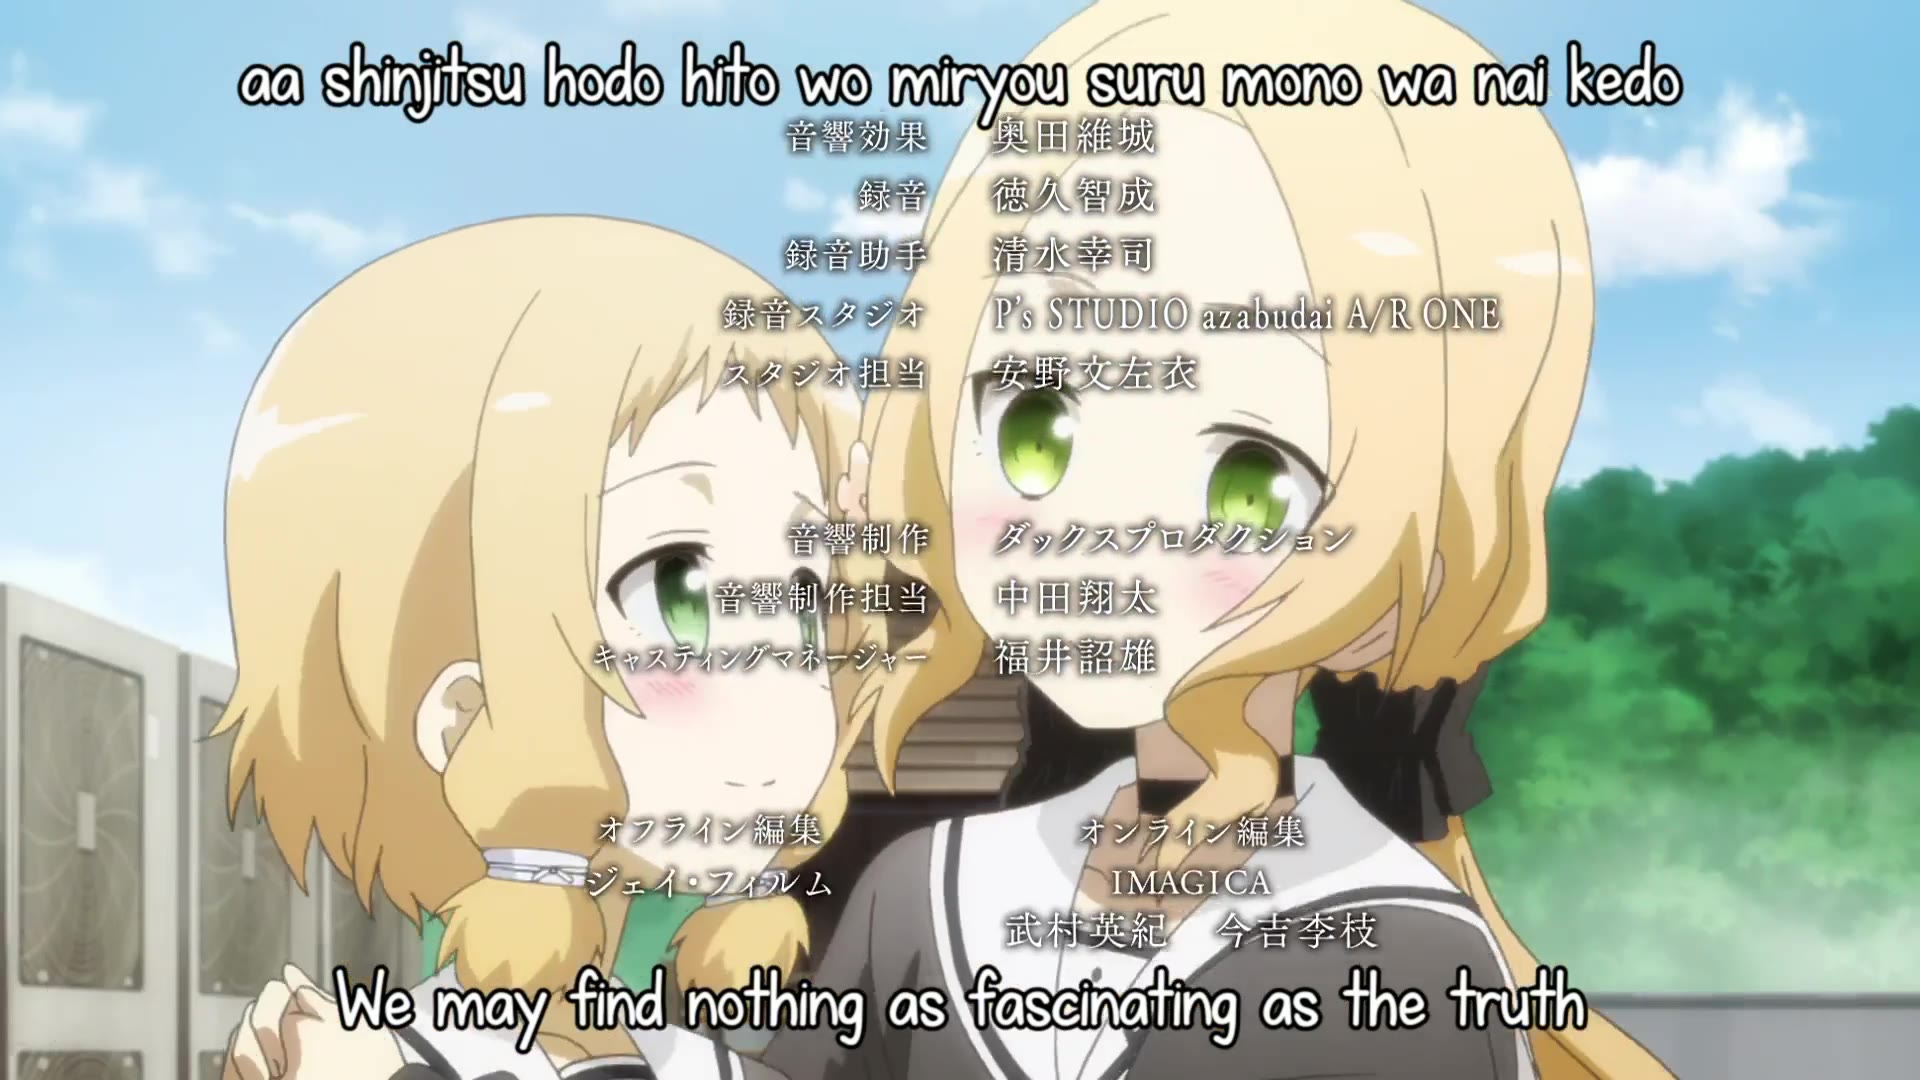 aa shinjitsu hodo hito wo miryou suru mono wa nai kedo
音響効果 奥田維城
録音 徳久智成
録音助手 清水幸司
録音スタジオ P's STUDIO azabudai A/R ONE
スタジオ担当 安野文左衣
音響制作 ダックスプロダクション
音響制作担当 中田翔太
キャスティングマネージャー 福井詔雄
オフライン編集 オンライン編集
ジェイ・フィルム IMAGICA
武村英紀 今吉李枝
We may find nothing as fascinating as the truth